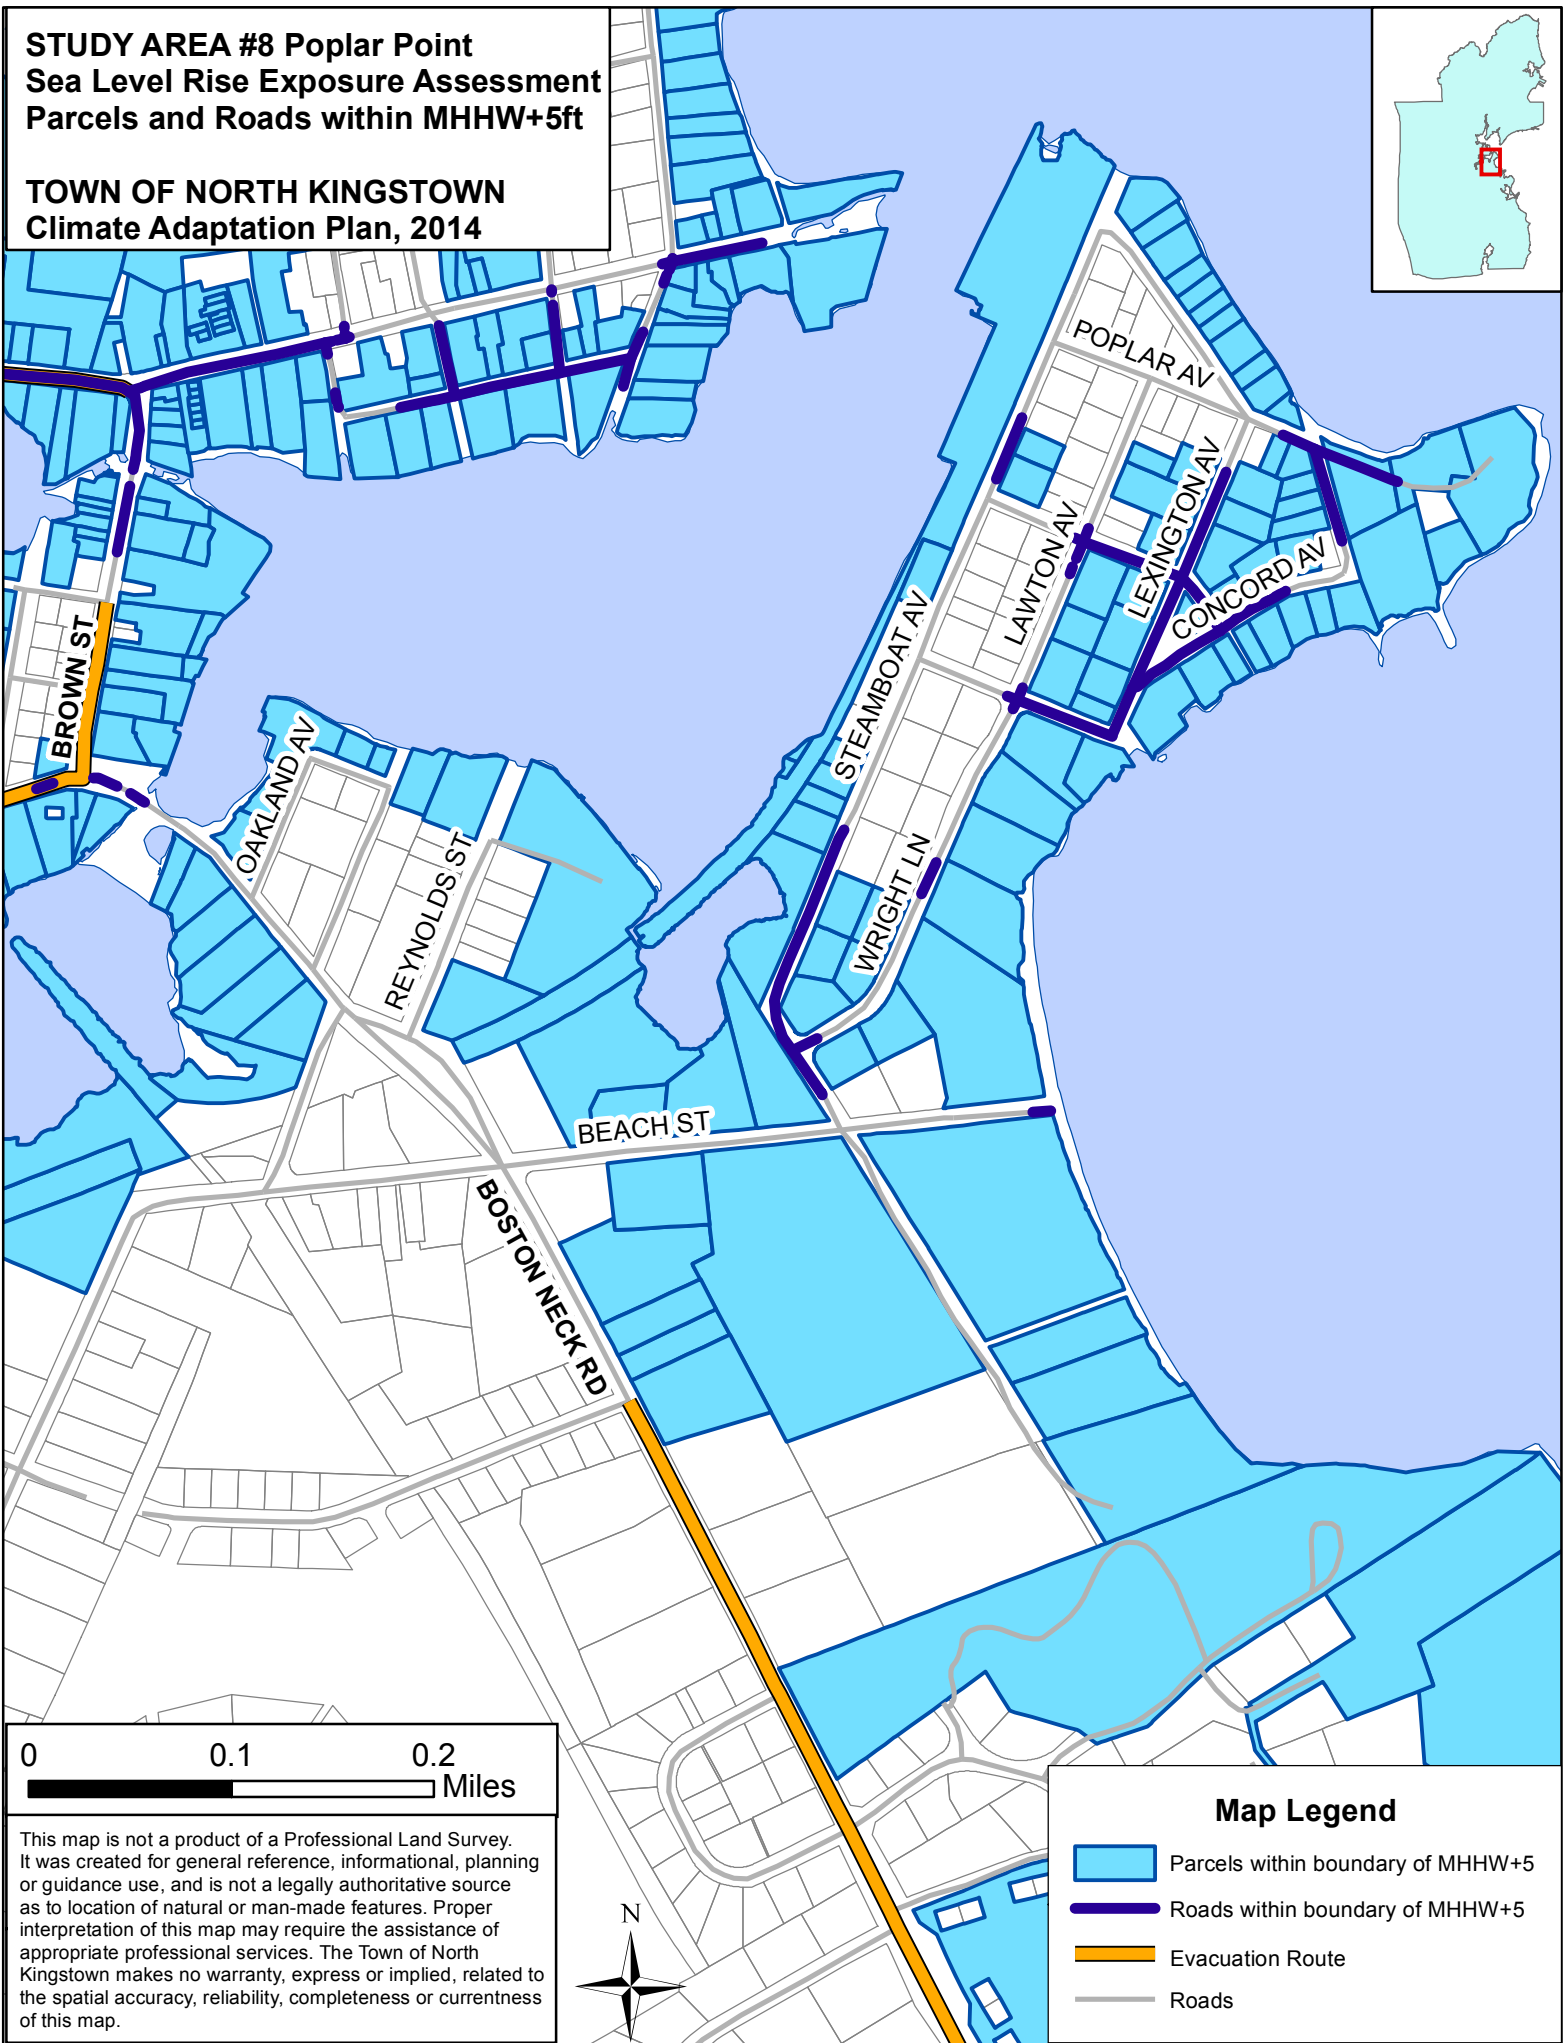 STUDY AREA #8 Poplar Point
Sea Level Rise Exposure Assessment
Parcels and Roads within MHHW+5ft
TOWN OF NORTH KINGSTOWN
Climate Adaptation Plan, 2014
POPLAR AV
LEXINGTON AV
LAWTON AV
CONCORD AV
STEAMBOAT AV
BROWN ST
OAKLAND AV
REYNOLDS ST
WRIGHT LN
BEACH ST
BOSTON NECK RD
0 0.1 0.2
Miles
This map is not a product of a Professional Land Survey.
It was created for general reference, informational, planning
or guidance use, and is not a legally authoritative source
as to location of natural or man-made features. Proper
interpretation of this map may require the assistance of
appropriate professional services. The Town of North
Kingstown makes no warranty, express or implied, related to
the spatial accuracy, reliability, completeness or currentness
of this map.
N
Map Legend
Parcels within boundary of MHHW+5
Roads within boundary of MHHW+5
Evacuation Route
Roads